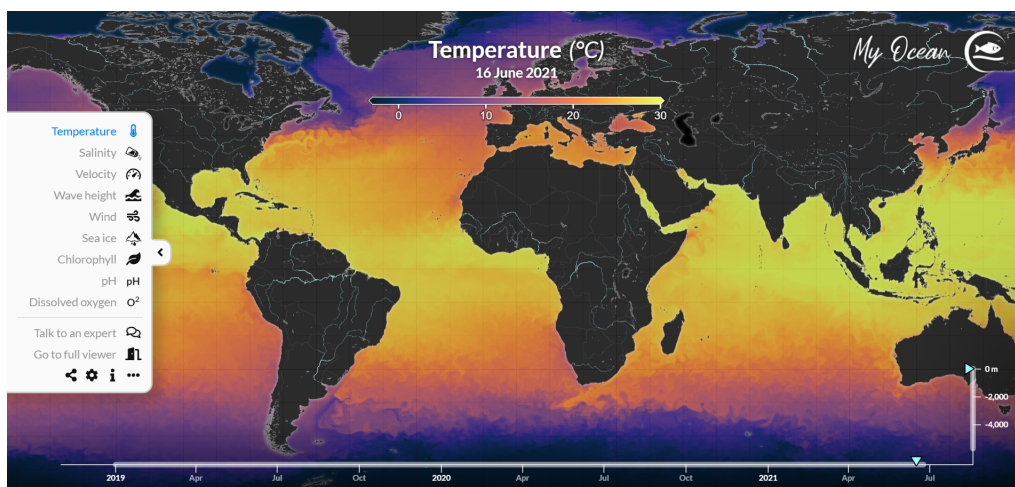 Temperature (°C)
16 June 2021
My Ocean
0 10 20 30
Temperature
Salinity
Velocity
Wave height
Wind
Sea ice
Chlorophyll
pH pH
Dissolved oxygen O²
Talk to an expert
Go to full viewer
0 m
-2,000
-4,000
2019 Apr Jul Oct 2020 Apr Jul Oct 2021 Apr Jul